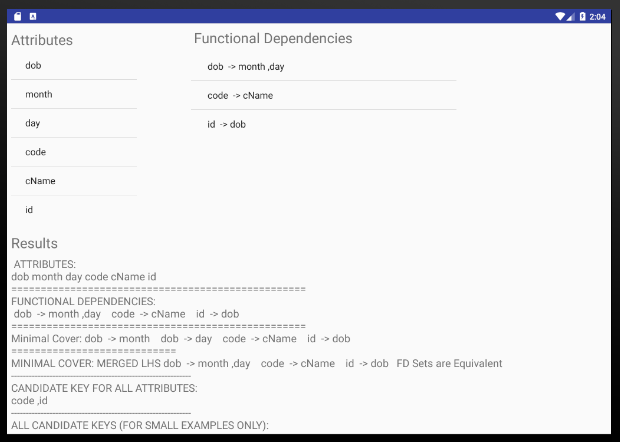 2:04
Attributes
Functional Dependencies
dob
dob -> month ,day
month
code -> cName
day
id -> dob
code
cName
id
Results
ATTRIBUTES:
dob month day code cName id
==================================================
FUNCTIONAL DEPENDENCIES:
dob -> month ,day code -> cName id -> dob
==================================================
Minimal Cover: dob -> month dob -> day code -> cName id -> dob
============================
MINIMAL COVER: MERGED LHS dob -> month ,day code -> cName id -> dob FD Sets are Equivalent
--------------------------------------------------
CANDIDATE KEY FOR ALL ATTRIBUTES:
code ,id
--------------------------------------------------
ALL CANDIDATE KEYS (FOR SMALL EXAMPLES ONLY):